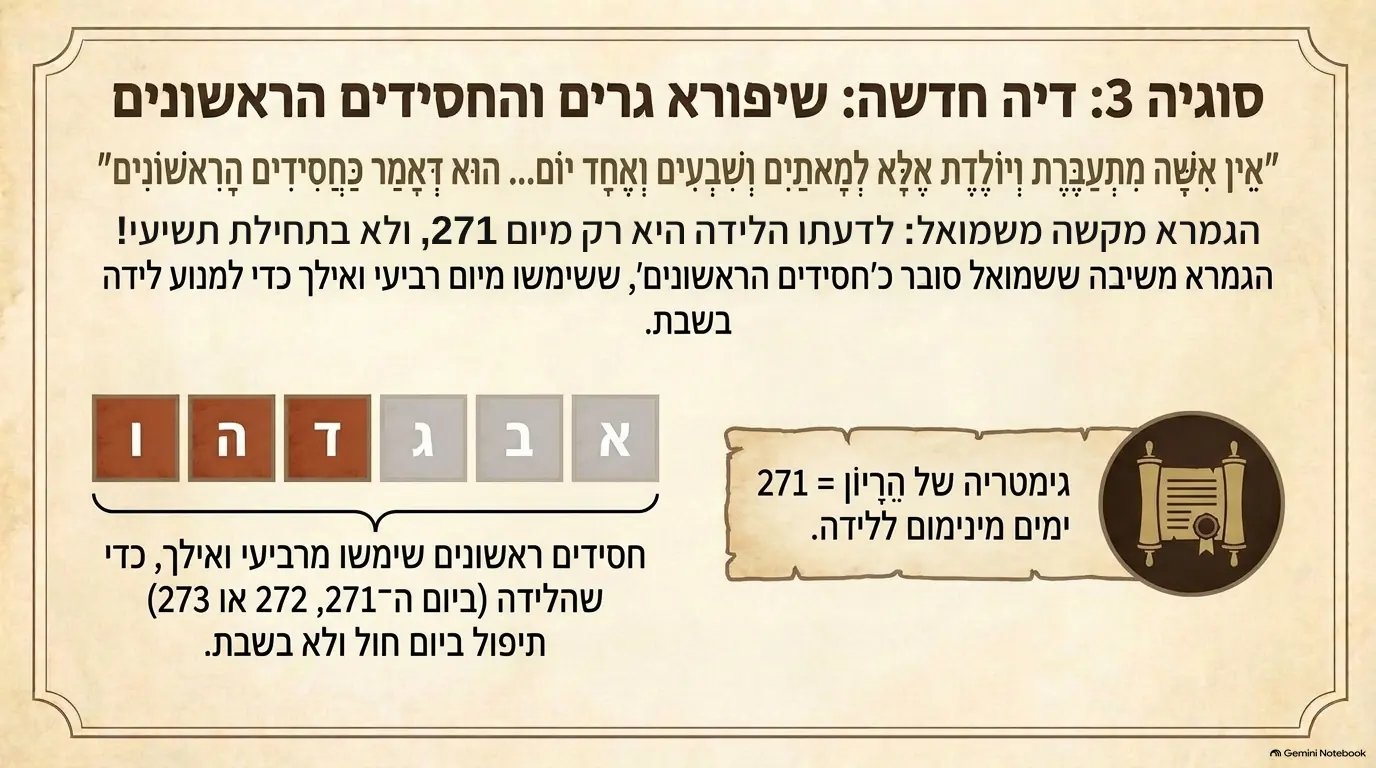 סוגיה 3: דיה חדשה: שיפורא גרים והחסידים הראשונים
"אֵין אִשָּׁה מִתְעַבֶּרֶת וְיוֹלֶדֶת אֶלָּא לְמָאתַיִם וְשִׁבְעִים וְאֶחָד יוֹם... הוּא דְּאָמַר כַּחֲסִידִים הָרִאשׁוֹנִים"
הגמרא מקשה משמואל: לדעתו הלידה היא רק מיום 271, ולא בתחילת תשיעי!
הגמרא משיבה ששמואל סובר כ'חסידים הראשונים', ששימשו מיום רביעי ואילך כדי למנוע לידה
בשבת.
א ב ג ד ה ו
חסידים ראשונים שימשו מרביעי ואילך, כדי
שהלידה (ביום ה־271, 272 או 273)
תיפול ביום חול ולא בשבת.
גימטריה של הֵרָיוֹן = 271
ימים מינימום ללידה.
Gemini Notebook